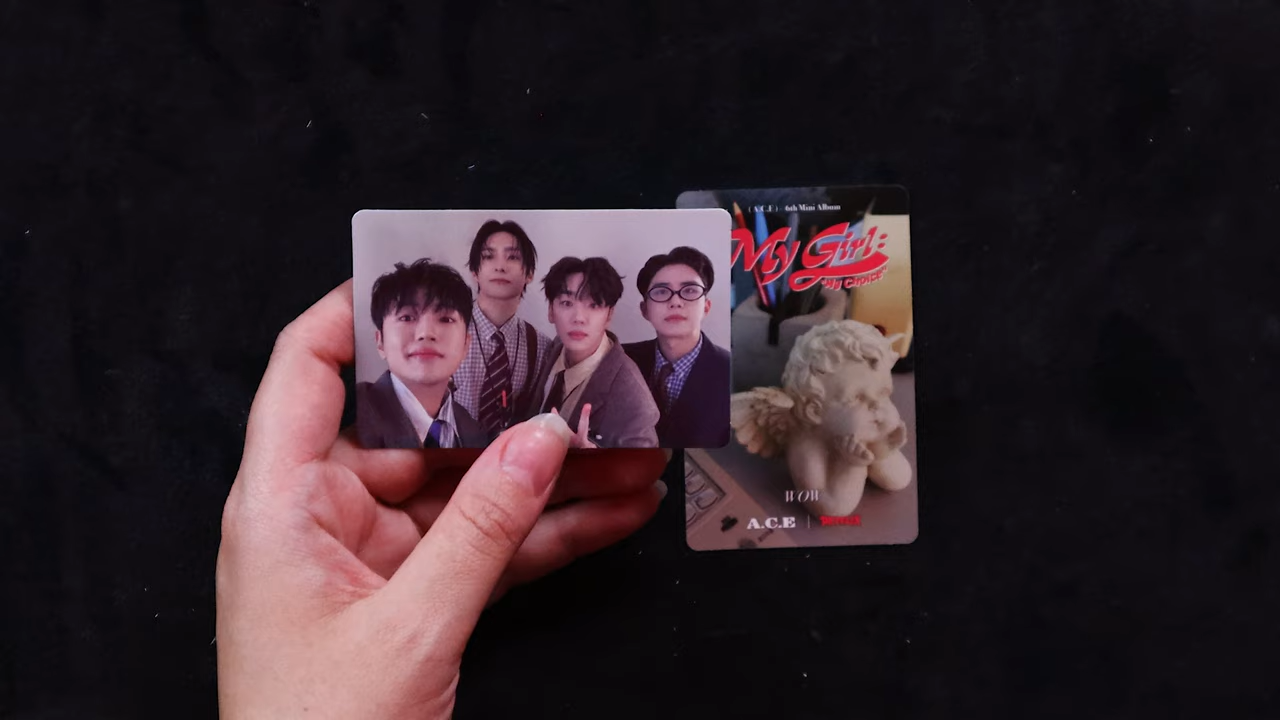 ( A.C.E ) - 6th Mini Album
My Girl:
"My Choice"
WOW
A.C.E |